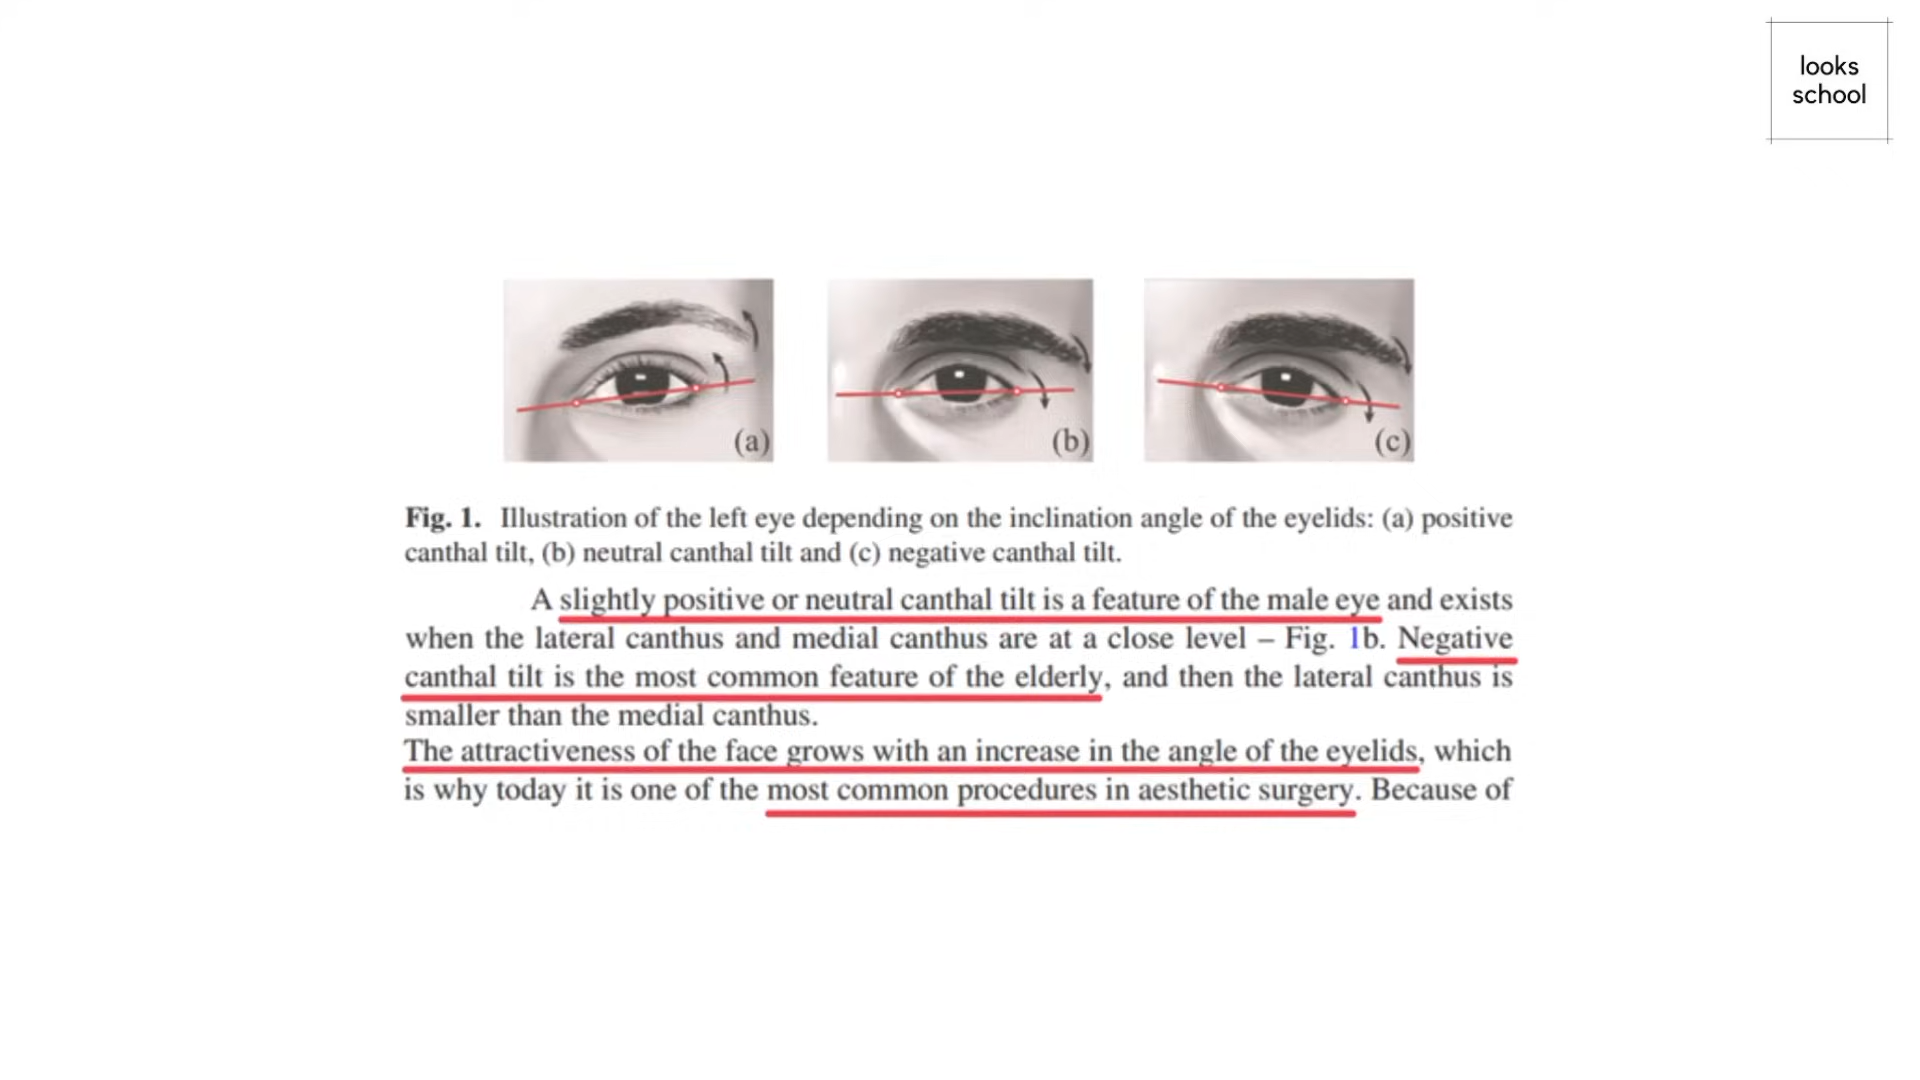 looks
school
(a)
(b)
(c)
Fig. 1. Illustration of the left eye depending on the inclination angle of the eyelids: (a) positive
canthal tilt, (b) neutral canthal tilt and (c) negative canthal tilt.
A slightly positive or neutral canthal tilt is a feature of the male eye and exists
when the lateral canthus and medial canthus are at a close level – Fig. 1b. Negative
canthal tilt is the most common feature of the elderly, and then the lateral canthus is
smaller than the medial canthus.
The attractiveness of the face grows with an increase in the angle of the eyelids, which
is why today it is one of the most common procedures in aesthetic surgery. Because of